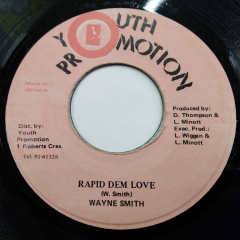 YOUTH
PROMOTION
Made in
Jamaica
Produced by:
D. Thompson &
L. Minott
Exec. Prod.:
L. Wiggan &
L. Minott
Dist. by:
Youth
Promotion
1 Roberts Cres.
RAPID DEM LOVE
(W. Smith)
WAYNE SMITH